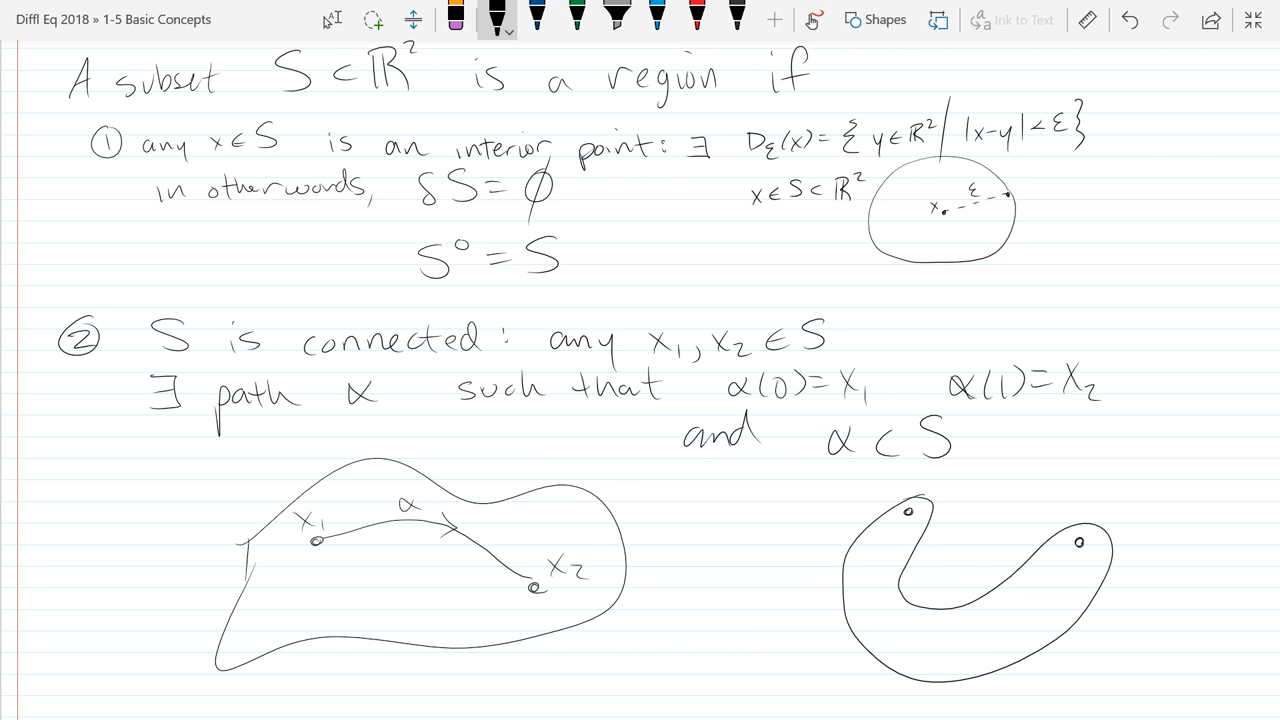 Diffl Eq 2018 » 1-5 Basic Concepts
Shapes
Ink to Text
A subset S ⊂ ℝ² is a region if
① any x ∈ S is an interior point: ∃ D_ε(x) = { y ∈ ℝ² | |x-y| < ε }
in otherwords, δS = ∅
x ∈ S ⊂ ℝ²
ε
x
S° = S
② S is connected: any x₁, x₂ ∈ S
∃ path α such that α(0) = x₁ α(1) = x₂
and α ⊂ S
α
x₁
x₂